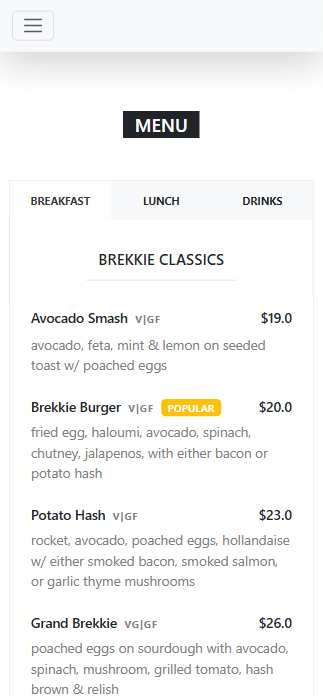 MENU
BREAKFAST LUNCH DRINKS
BREKKIE CLASSICS
Avocado Smash V|GF $19.0
avocado, feta, mint & lemon on seeded
toast w/ poached eggs
Brekkie Burger V|GF POPULAR $20.0
fried egg, haloumi, avocado, spinach,
chutney, jalapenos, with either bacon or
potato hash
Potato Hash V|GF $23.0
rocket, avocado, poached eggs, hollandaise
w/ either smoked bacon, smoked salmon,
or garlic thyme mushrooms
Grand Brekkie VG|GF $26.0
poached eggs on sourdough with avocado,
spinach, mushroom, grilled tomato, hash
brown & relish